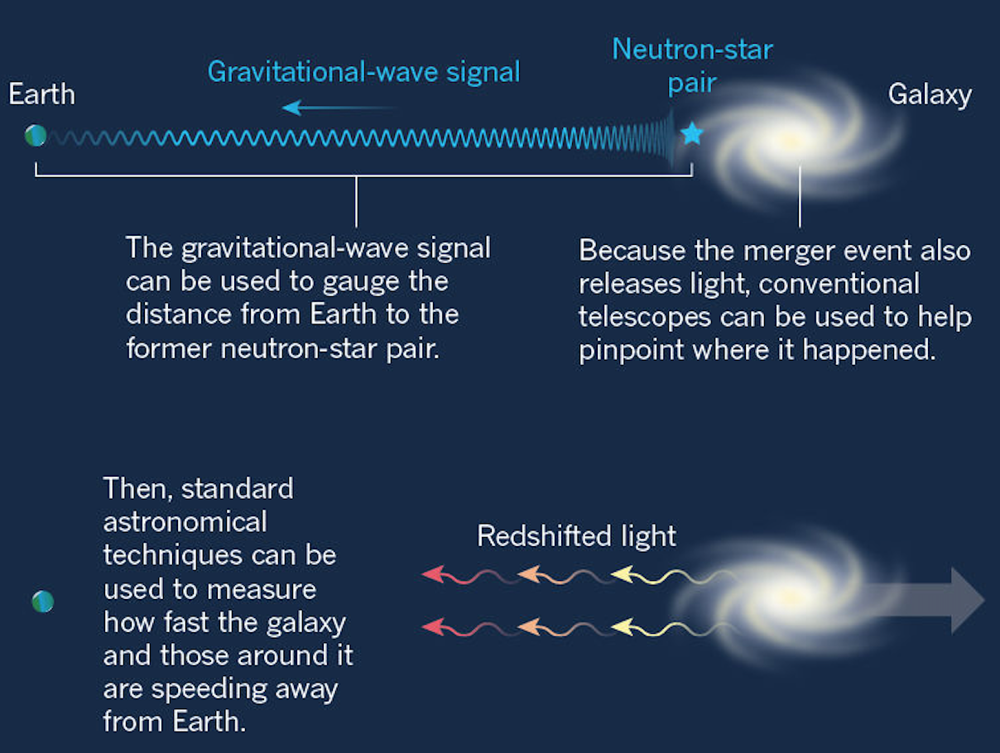 Neutron-star
pair
Gravitational-wave signal
Earth
Galaxy
The gravitational-wave signal
can be used to gauge the
distance from Earth to the
former neutron-star pair.
Because the merger event also
releases light, conventional
telescopes can be used to help
pinpoint where it happened.
Then, standard
astronomical
techniques can be
used to measure
how fast the galaxy
and those around it
are speeding away
from Earth.
Redshifted light